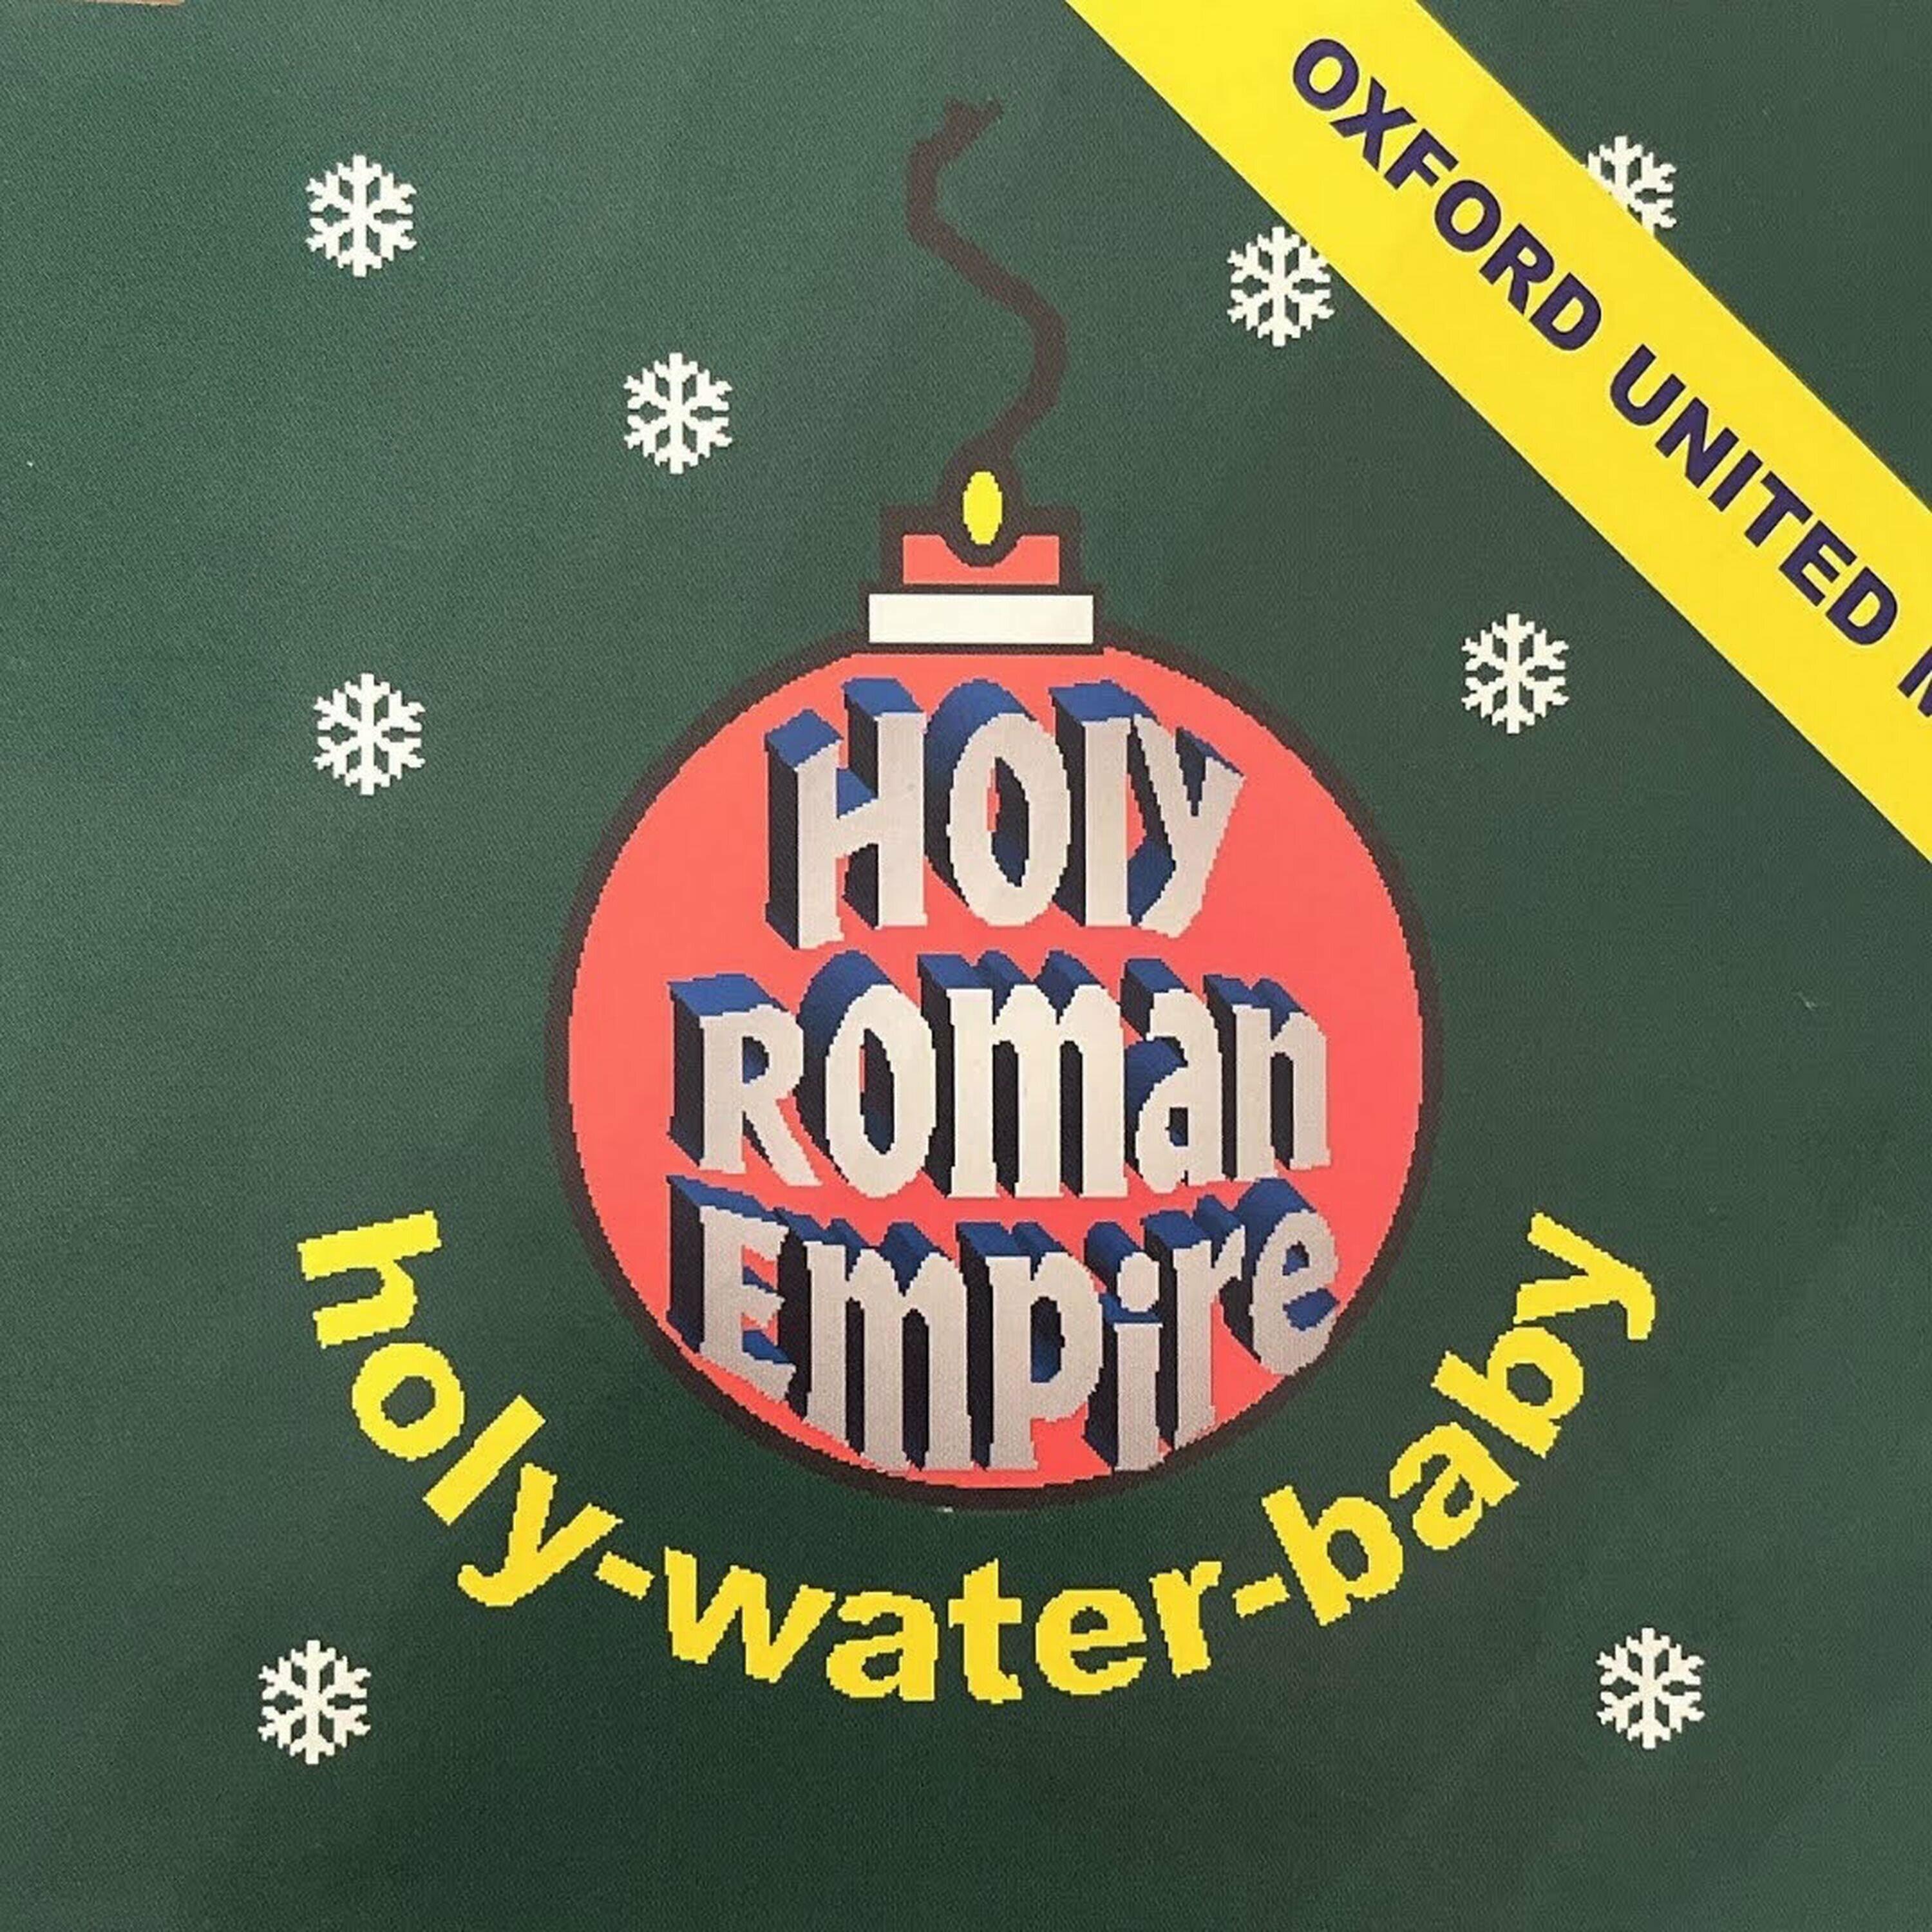 OXFORD UNITED
Holy
Roman
Empire
holy-water-baby